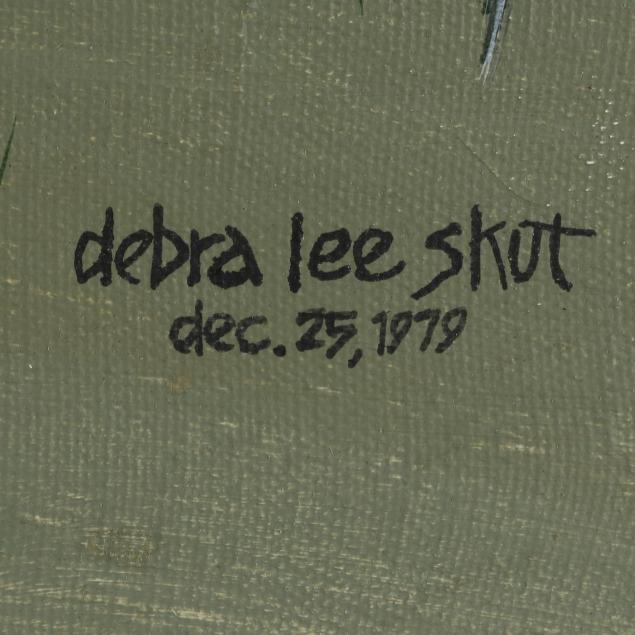 debra lee skut
dec. 25, 1979